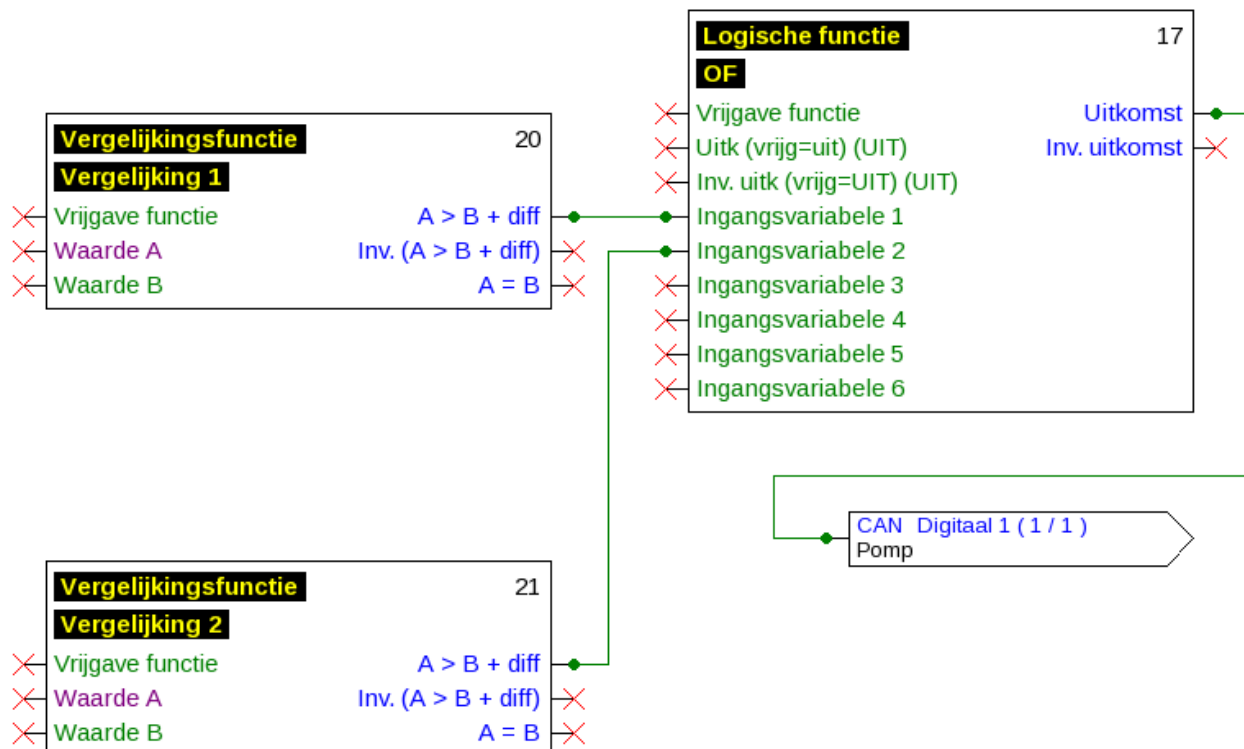 Vergelijkingsfunctie 20
Vergelijking 1
Vrijgave functie A > B + diff
Waarde A Inv. (A > B + diff)
Waarde B A = B
Logische functie 17
OF
Vrijgave functie Uitkomst
Uitk (vrijg=uit) (UIT) Inv. uitkomst
Inv. uitk (vrijg=UIT) (UIT)
Ingangsvariabele 1
Ingangsvariabele 2
Ingangsvariabele 3
Ingangsvariabele 4
Ingangsvariabele 5
Ingangsvariabele 6
CAN Digitaal 1 ( 1 / 1 )
Pomp
Vergelijkingsfunctie 21
Vergelijking 2
Vrijgave functie A > B + diff
Waarde A Inv. (A > B + diff)
Waarde B A = B